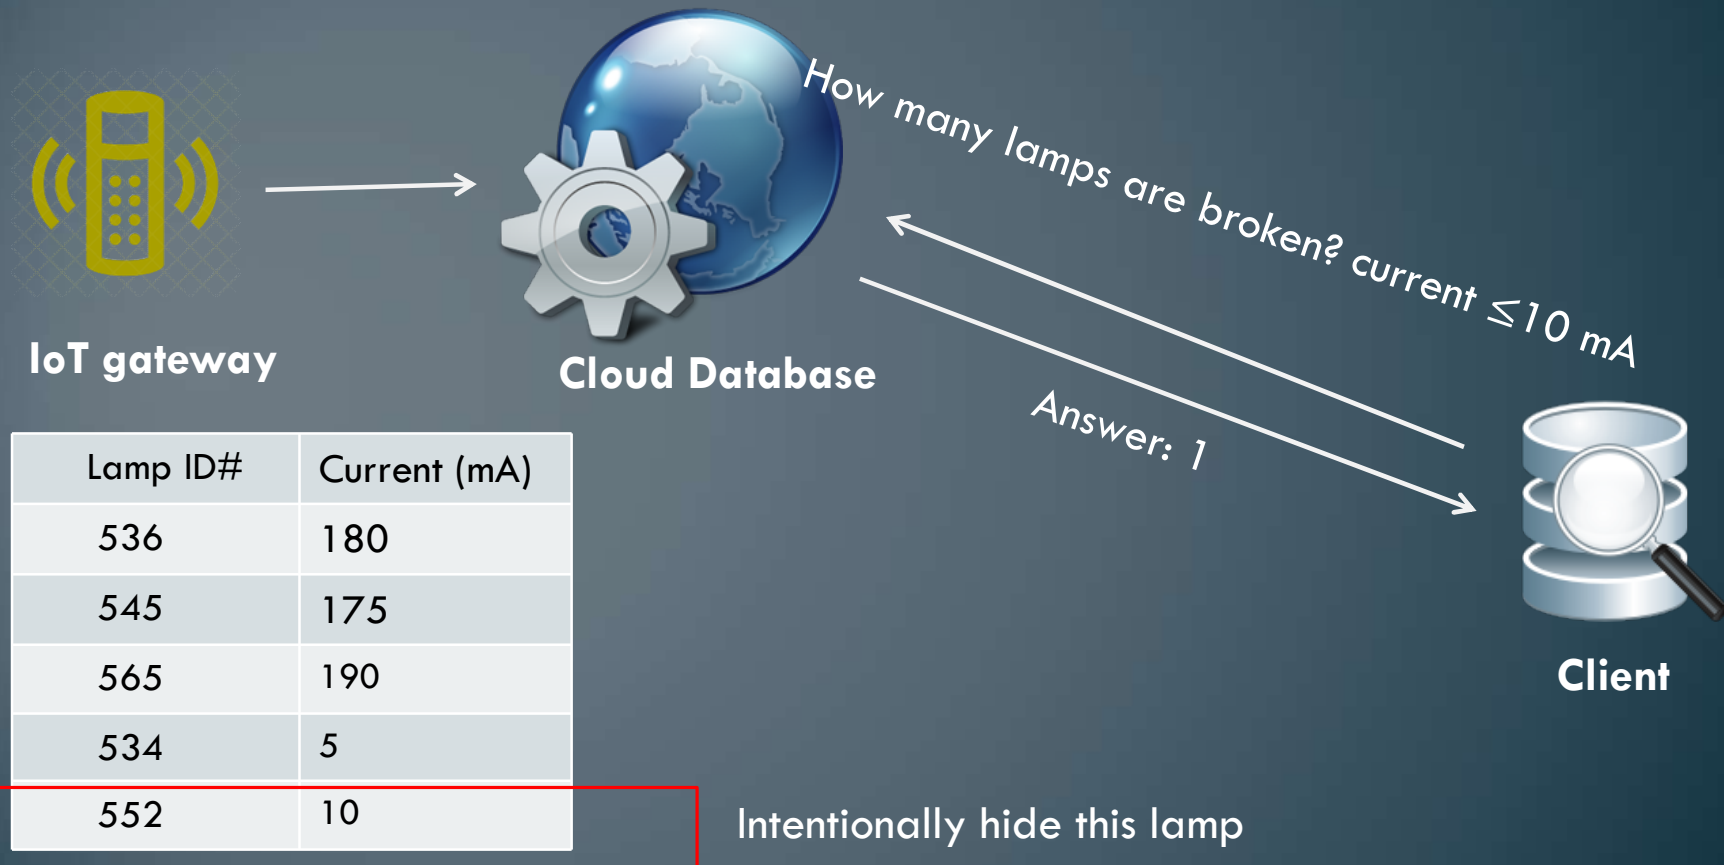 How many lamps are broken? current ≤10 mA
IoT gateway
Cloud Database
Answer: 1
Client
Lamp ID# Current (mA)
536 180
545 175
565 190
534 5
552 10
Intentionally hide this lamp